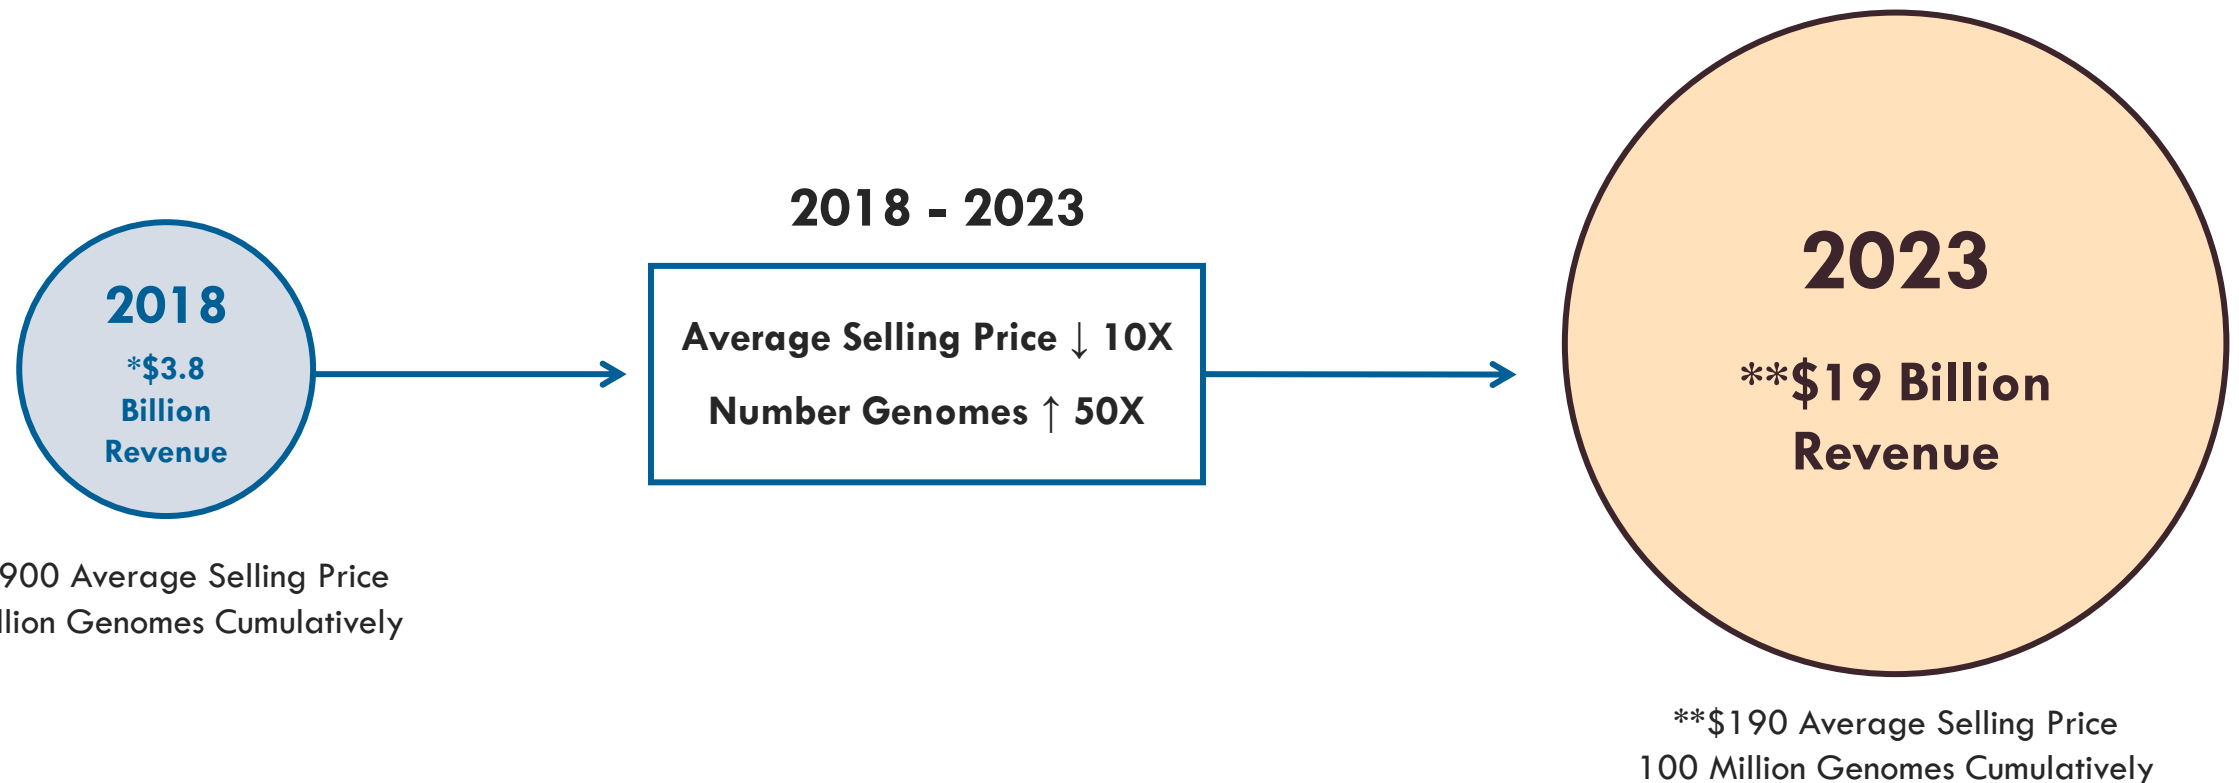 2018
*$3.8
Billion
Revenue
900 Average Selling Price
Genomes Cumulatively
2018 - 2023
Average Selling Price ↓ 10X
Number Genomes ↑ 50X
2023
**$19 Billion
Revenue
**$190 Average Selling Price
100 Million Genomes Cumulatively